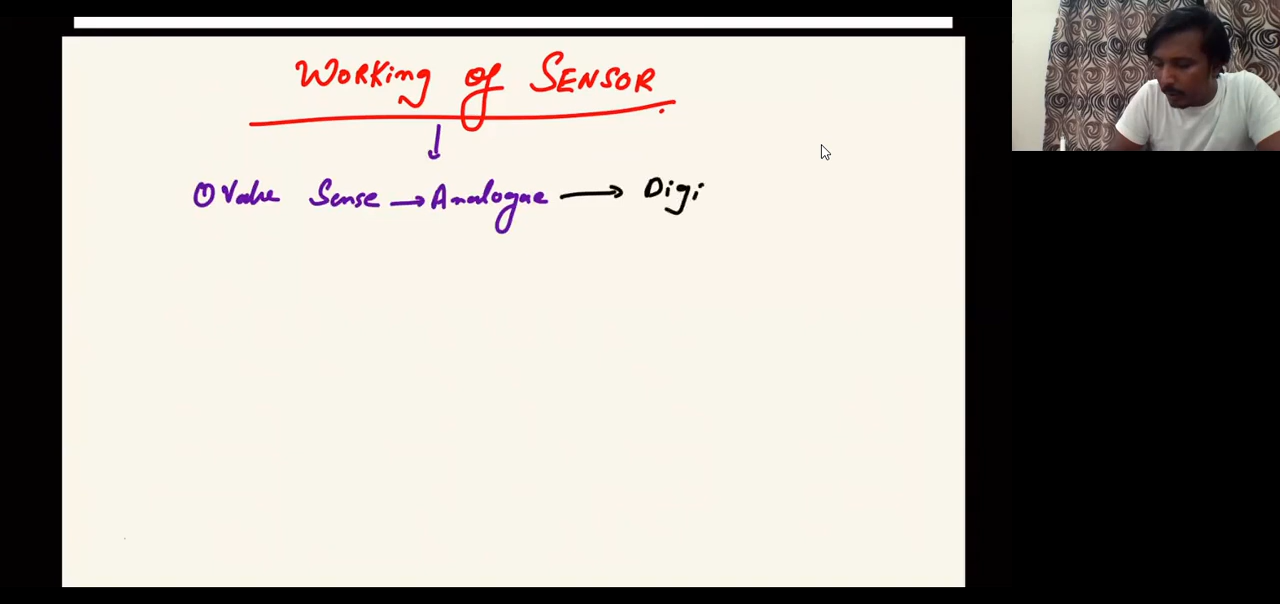 Working of SENSOR
① Value Sense → Analogue → Digi